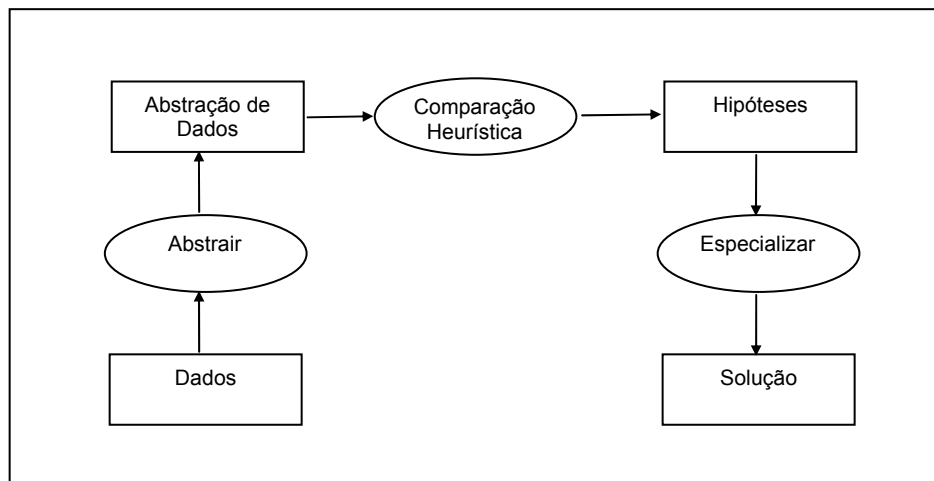 Abstração de
Dados
Comparação
Heurística
Hipóteses
Abstrair
Especializar
Dados
Solução